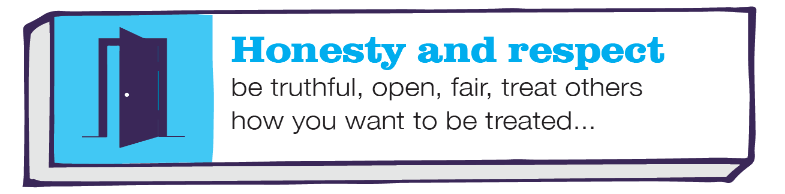 Honesty and respect
be truthful, open, fair, treat others
how you want to be treated...